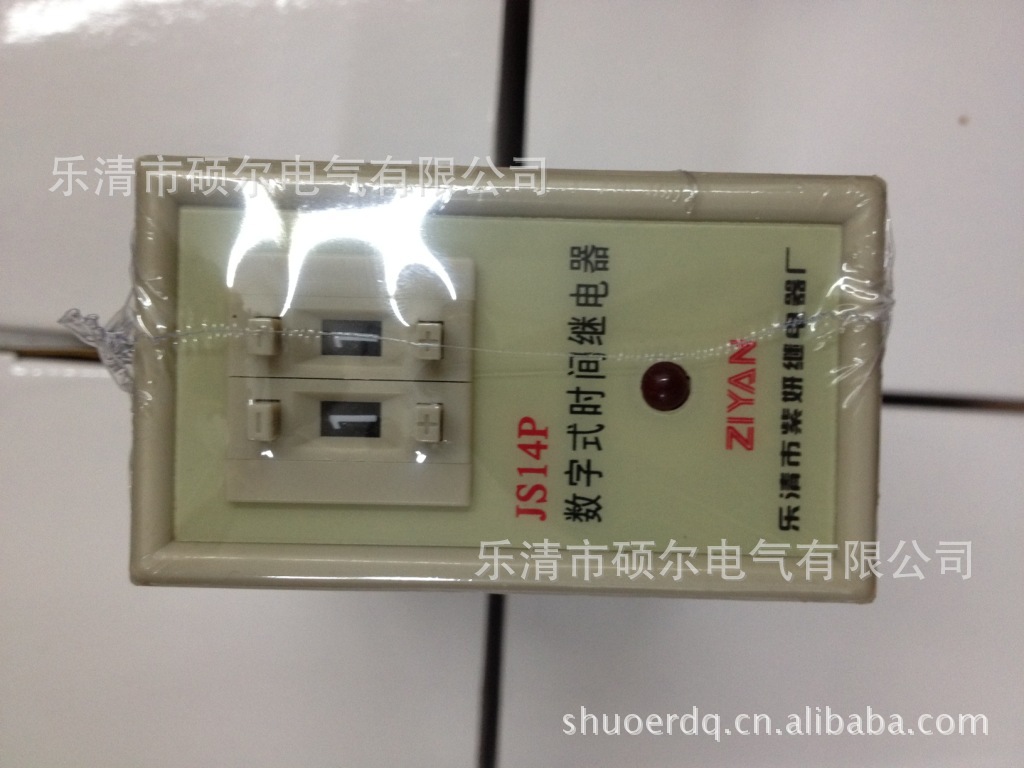 乐清市硕尔电气有限公司
1
1
JS14P
数字式时间继电器
ZIYAN
乐清市紫妍继电器厂
乐清市硕尔电气有限公司
shuoerdq.cn.alibaba.com